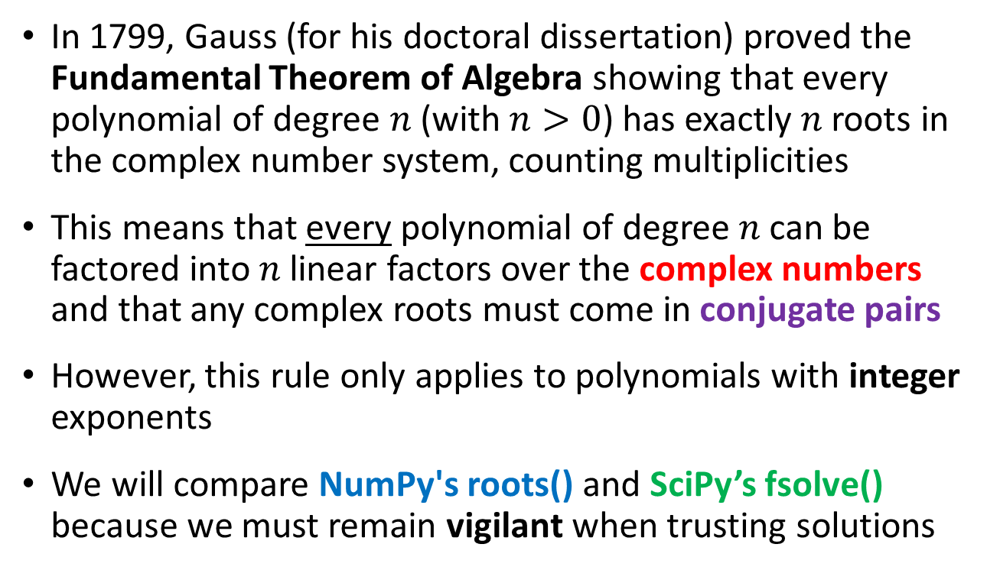 • In 1799, Gauss (for his doctoral dissertation) proved the
Fundamental Theorem of Algebra showing that every
polynomial of degree n (with n > 0) has exactly n roots in
the complex number system, counting multiplicities
• This means that every polynomial of degree n can be
factored into n linear factors over the complex numbers
and that any complex roots must come in conjugate pairs
• However, this rule only applies to polynomials with integer
exponents
• We will compare NumPy's roots() and SciPy’s fsolve()
because we must remain vigilant when trusting solutions